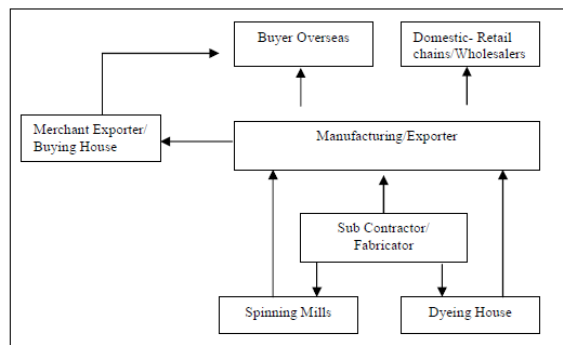 Buyer Overseas
Domestic- Retail
chains/Wholesalers
Merchant Exporter/
Buying House
Manufacturing/Exporter
Sub Contractor/
Fabricator
Spinning Mills
Dyeing House